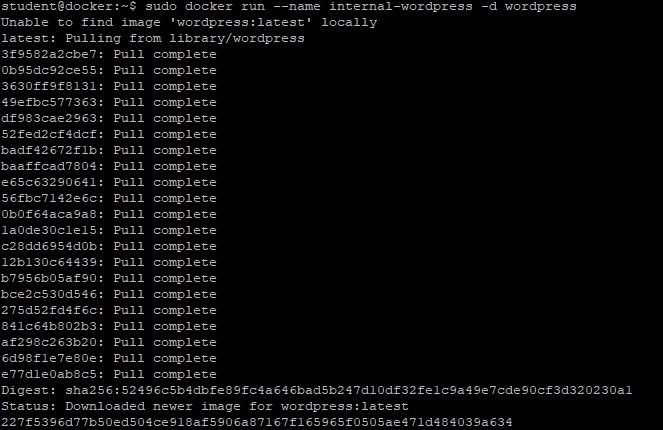 student@docker:~$ sudo docker run --name internal-wordpress -d wordpress
Unable to find image 'wordpress:latest' locally
latest: Pulling from library/wordpress
3f9582a2cbe7: Pull complete
0b95dc92ce55: Pull complete
3630ff9f8131: Pull complete
49efbc577363: Pull complete
df983cae2963: Pull complete
52fed2cf4dcf: Pull complete
badf42672f1b: Pull complete
baaffcad7804: Pull complete
e65c63290641: Pull complete
56fbc7142e6c: Pull complete
0b0f64aca9a8: Pull complete
1a0de30c1e15: Pull complete
c28dd6954d0b: Pull complete
12b130c64439: Pull complete
b7956b05af90: Pull complete
bce2c530d546: Pull complete
275d52fd4f6c: Pull complete
841c64b802b3: Pull complete
af298c263b20: Pull complete
6d98f1e7e80e: Pull complete
e77d1e0ab8c5: Pull complete
Digest: sha256:52496c5b4dbfe89fc4a646bad5b247d10df32fe1c9a49e7cde90cf3d320230a1
Status: Downloaded newer image for wordpress:latest
227f5396d77b50ed504ce918af5906a87167f165965f0505ae471d484039a634